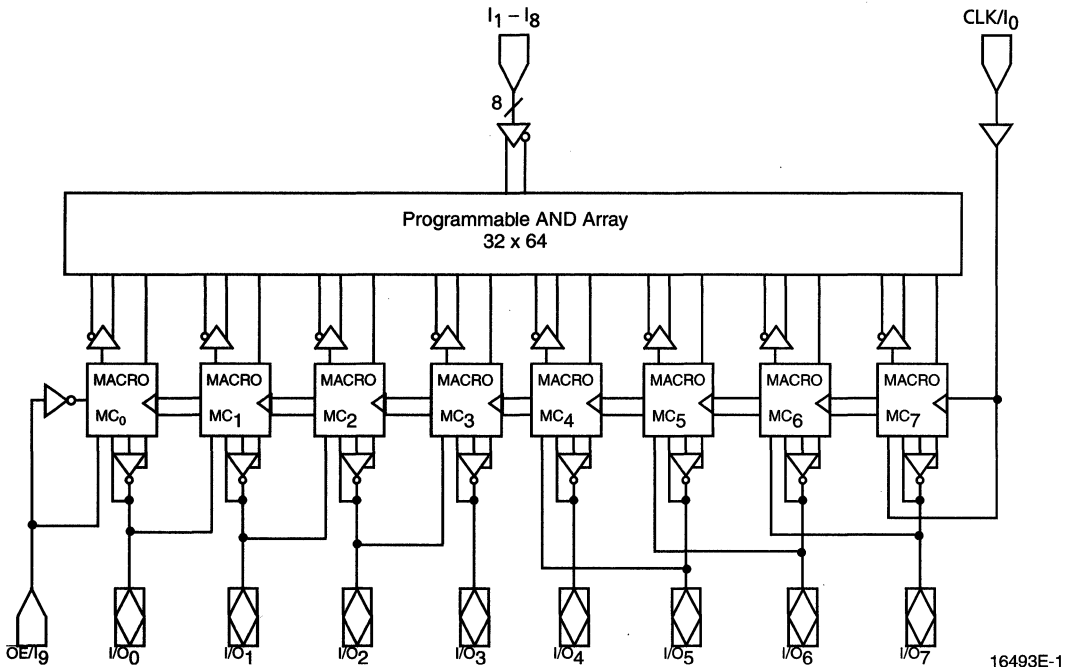 I₁ – I₈
CLK/I₀
8
Programmable AND Array
32 x 64
MACRO
MC₀
MACRO
MC₁
MACRO
MC₂
MACRO
MC₃
MACRO
MC₄
MACRO
MC₅
MACRO
MC₆
MACRO
MC₇
O̅E̅/I₉
I/O₀
I/O₁
I/O₂
I/O₃
I/O₄
I/O₅
I/O₆
I/O₇
16493E-1